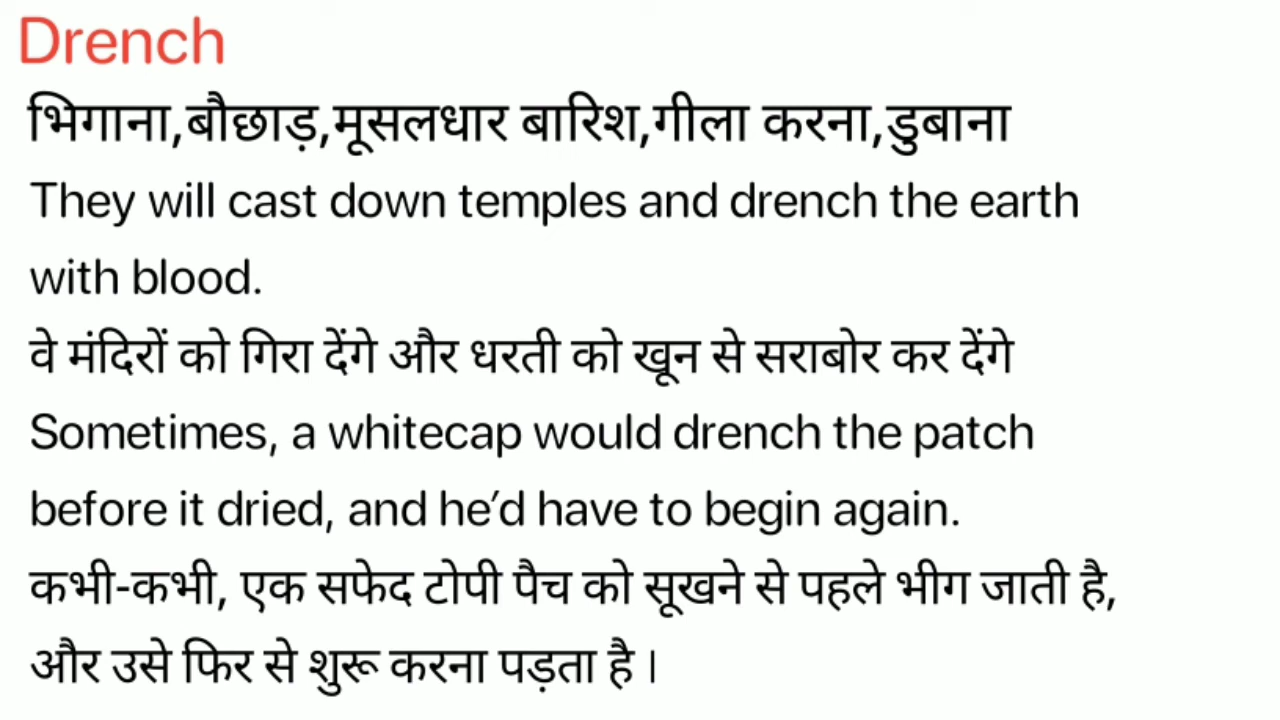 Drench
भिगाना,बौछाड़,मूसलधार बारिश,गीला करना,डुबाना
They will cast down temples and drench the earth
with blood.
वे मंदिरों को गिरा देंगे और धरती को खून से सराबोर कर देंगे
Sometimes, a whitecap would drench the patch
before it dried, and he’d have to begin again.
कभी-कभी, एक सफेद टोपी पैच को सूखने से पहले भीग जाती है,
और उसे फिर से शुरू करना पड़ता है।